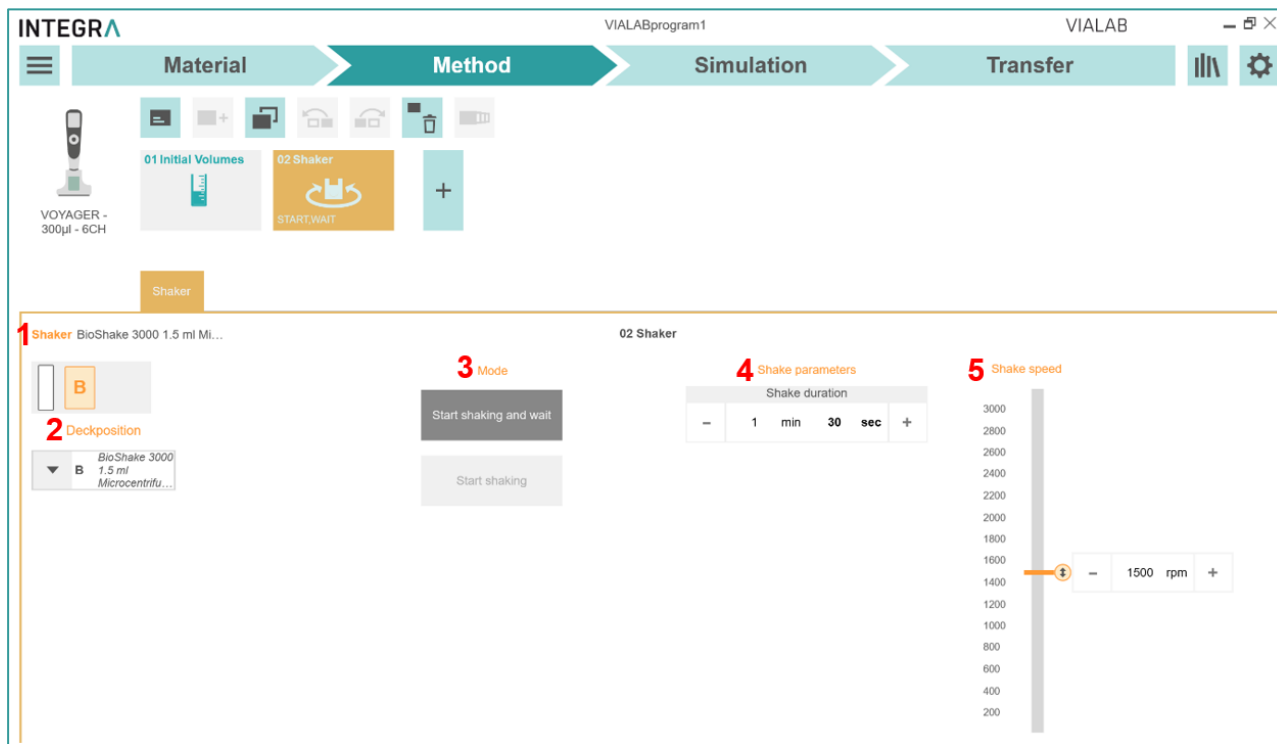 INTEGRA
VIALABprogram1
VIALAB
Material
Method
Simulation
Transfer
01 Initial Volumes
02 Shaker
START,WAIT
+
VOYAGER -
300µl - 6CH
Shaker
1 Shaker BioShake 3000 1.5 ml Mi...
02 Shaker
B
2 Deckposition
B
BioShake 3000
1.5 ml
Microcentrifu...
3 Mode
Start shaking and wait
Start shaking
4 Shake parameters
Shake duration
– 1 min 30 sec +
5 Shake speed
3000
2800
2600
2400
2200
2000
1800
1600
1400
1200
1000
800
600
400
200
– 1500 rpm +